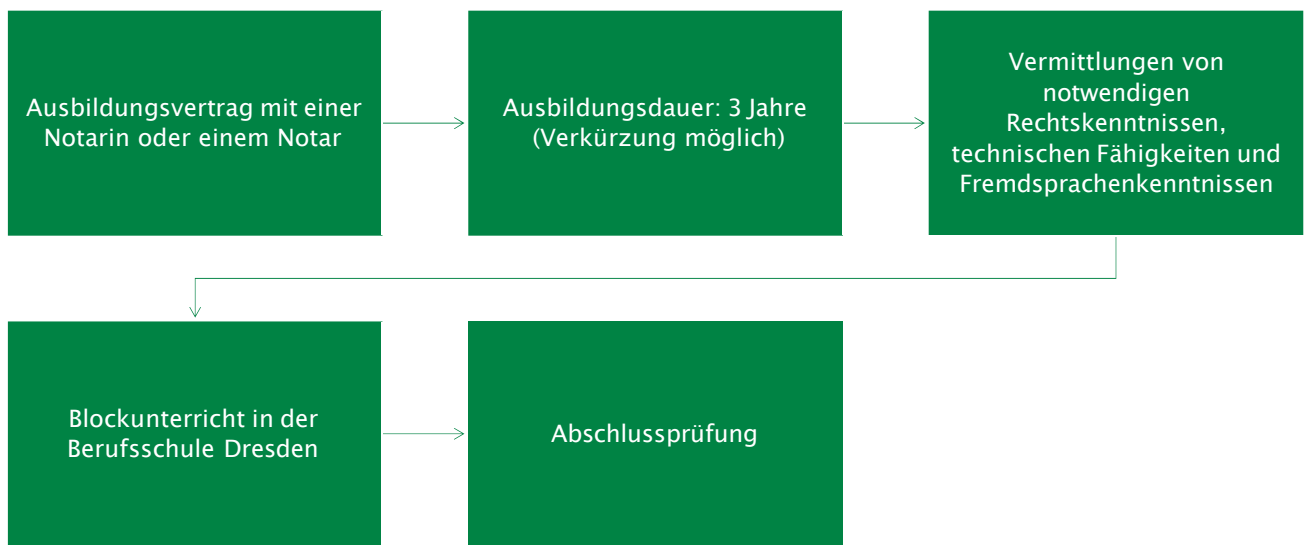 Ausbildungsvertrag mit einer
Notarin oder einem Notar
Ausbildungsdauer: 3 Jahre
(Verkürzung möglich)
Vermittlungen von
notwendigen
Rechtskenntnissen,
technischen Fähigkeiten und
Fremdsprachenkenntnissen
Blockunterricht in der
Berufsschule Dresden
Abschlussprüfung